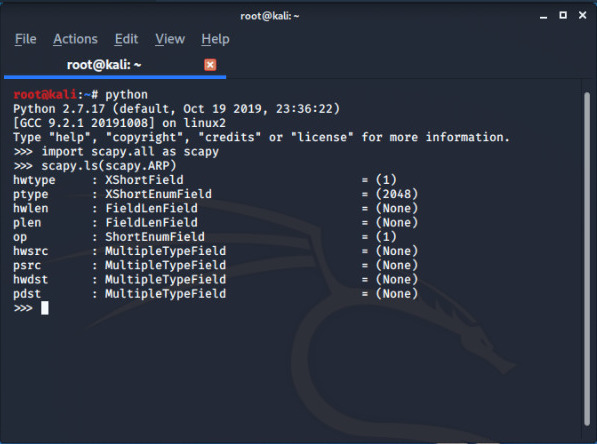 root@kali: ~
File Actions Edit View Help
root@kali: ~
root@kali:~# python
Python 2.7.17 (default, Oct 19 2019, 23:36:22)
[GCC 9.2.1 20191008] on linux2
Type "help", "copyright", "credits" or "license" for more information.
>>> import scapy.all as scapy
>>> scapy.ls(scapy.ARP)
hwtype     : XShortField                         = (1)
ptype      : XShortEnumField                     = (2048)
hwlen      : FieldLenField                       = (None)
plen       : FieldLenField                       = (None)
op         : ShortEnumField                      = (1)
hwsrc      : MultipleTypeField                   = (None)
psrc       : MultipleTypeField                   = (None)
hwdst      : MultipleTypeField                   = (None)
pdst       : MultipleTypeField                   = (None)
>>>